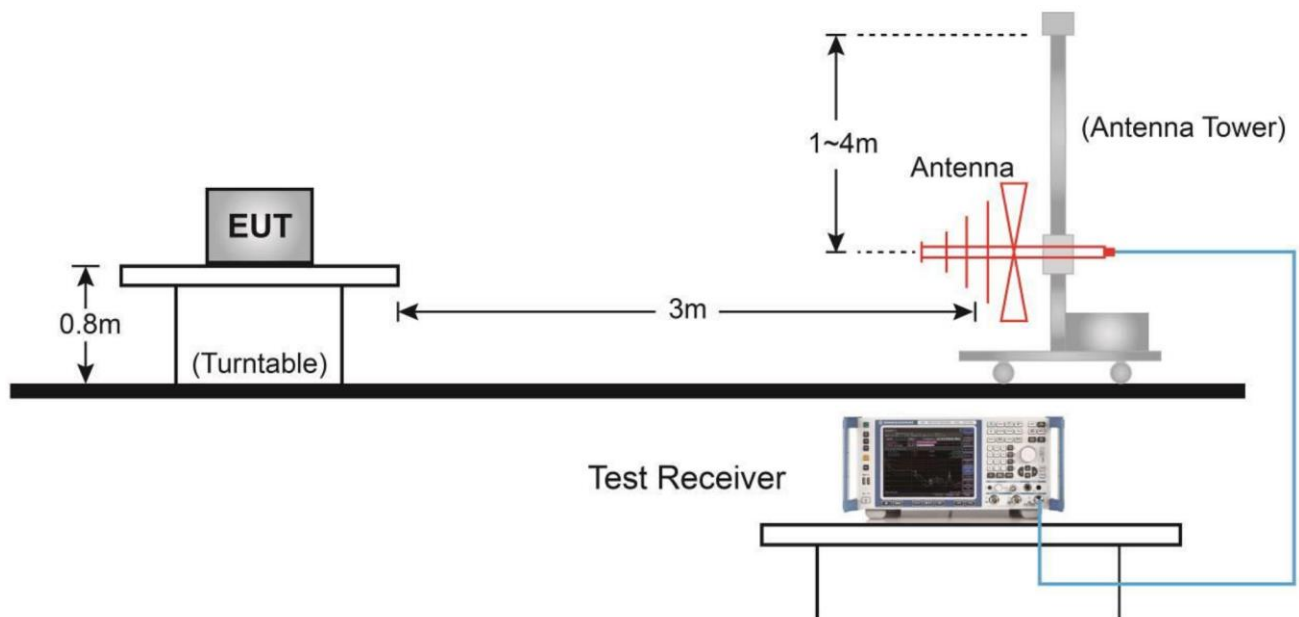 1~4m
(Antenna Tower)
Antenna
EUT
0.8m
3m
(Turntable)
Test Receiver